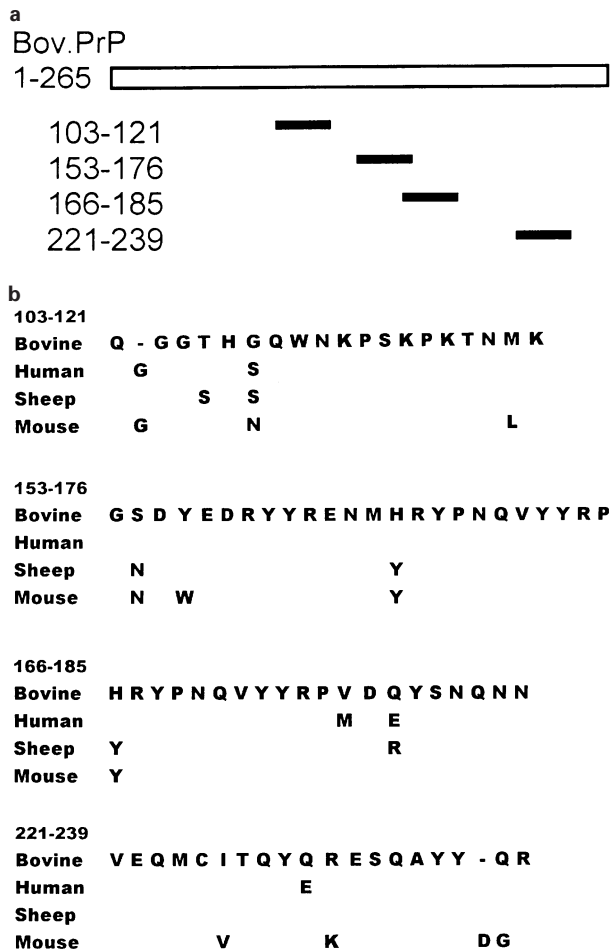 a
Bov.PrP
1-265
103-121
153-176
166-185
221-239
b
103-121
Bovine Q - G G T H G Q W N K P S K P K T N M K
Human G S
Sheep S S
Mouse G N L
153-176
Bovine G S D Y E D R Y Y R E N M H R Y P N Q V Y Y R P
Human
Sheep N Y
Mouse N W Y
166-185
Bovine H R Y P N Q V Y Y R P V D Q Y S N Q N N
Human M E
Sheep Y R
Mouse Y
221-239
Bovine V E Q M C I T Q Y Q R E S Q A Y Y - Q R
Human E
Sheep
Mouse V K D G